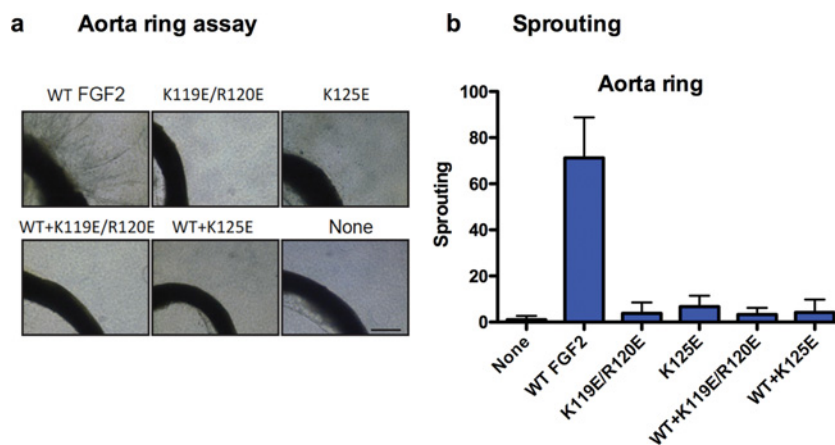 a Aorta ring assay
WT FGF2 K119E/R120E K125E
WT+K119E/R120E WT+K125E None
b Sprouting
Aorta ring
Sprouting
100
80
60
40
20
0
None
WT FGF2
K119E/R120E
K125E
WT+K119E/R120E
WT+K125E